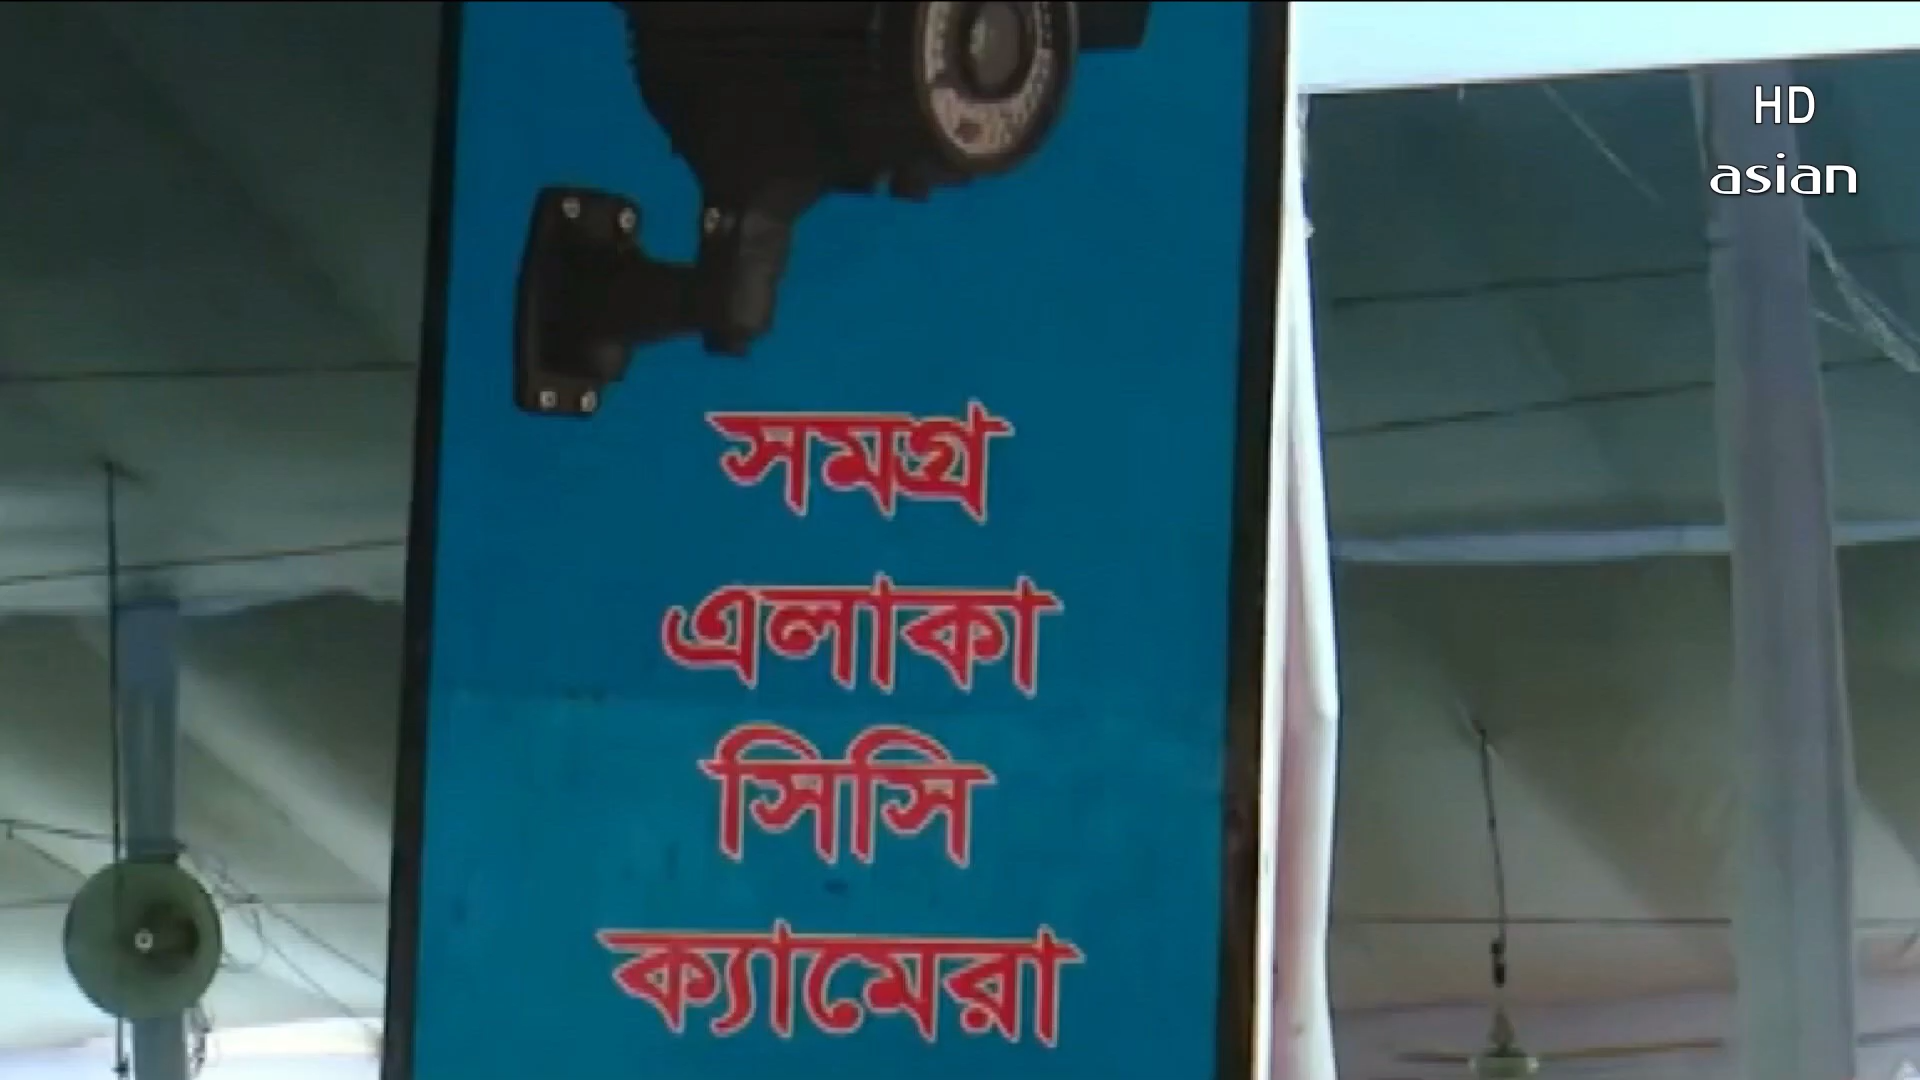 HD
asian
সমগ্র
এলাকা
সিসি
ক্যামেরা